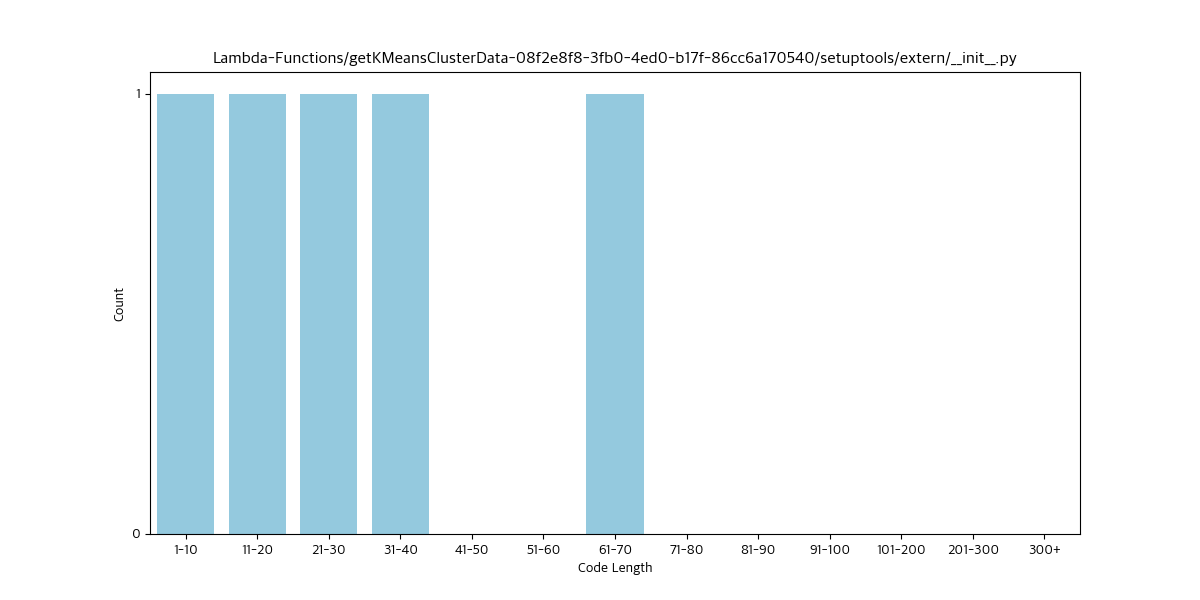 Lambda-Functions/getKMeansClusterData-08f2e8f8-3fb0-4ed0-b17f-86cc6a170540/setuptools/extern/__init__.py
1
Count
0
1-10 11-20 21-30 31-40 41-50 51-60 61-70 71-80 81-90 91-100 101-200 201-300 300+
Code Length